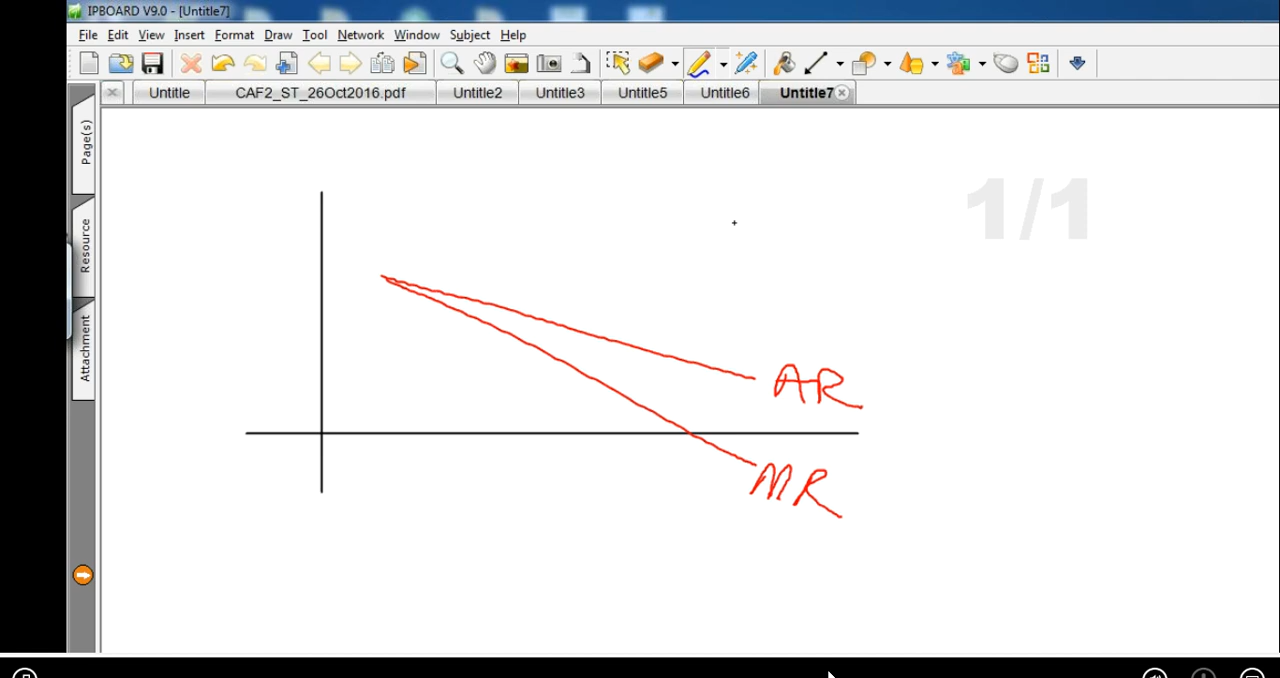 IPBOARD V9.0 - [Untitle7]
File Edit View Insert Format Draw Tool Network Window Subject Help
Untitle CAF2_ST_26Oct2016.pdf Untitle2 Untitle3 Untitle5 Untitle6 Untitle7
Page(s)
Resource
Attachment
1/1
AR
MR